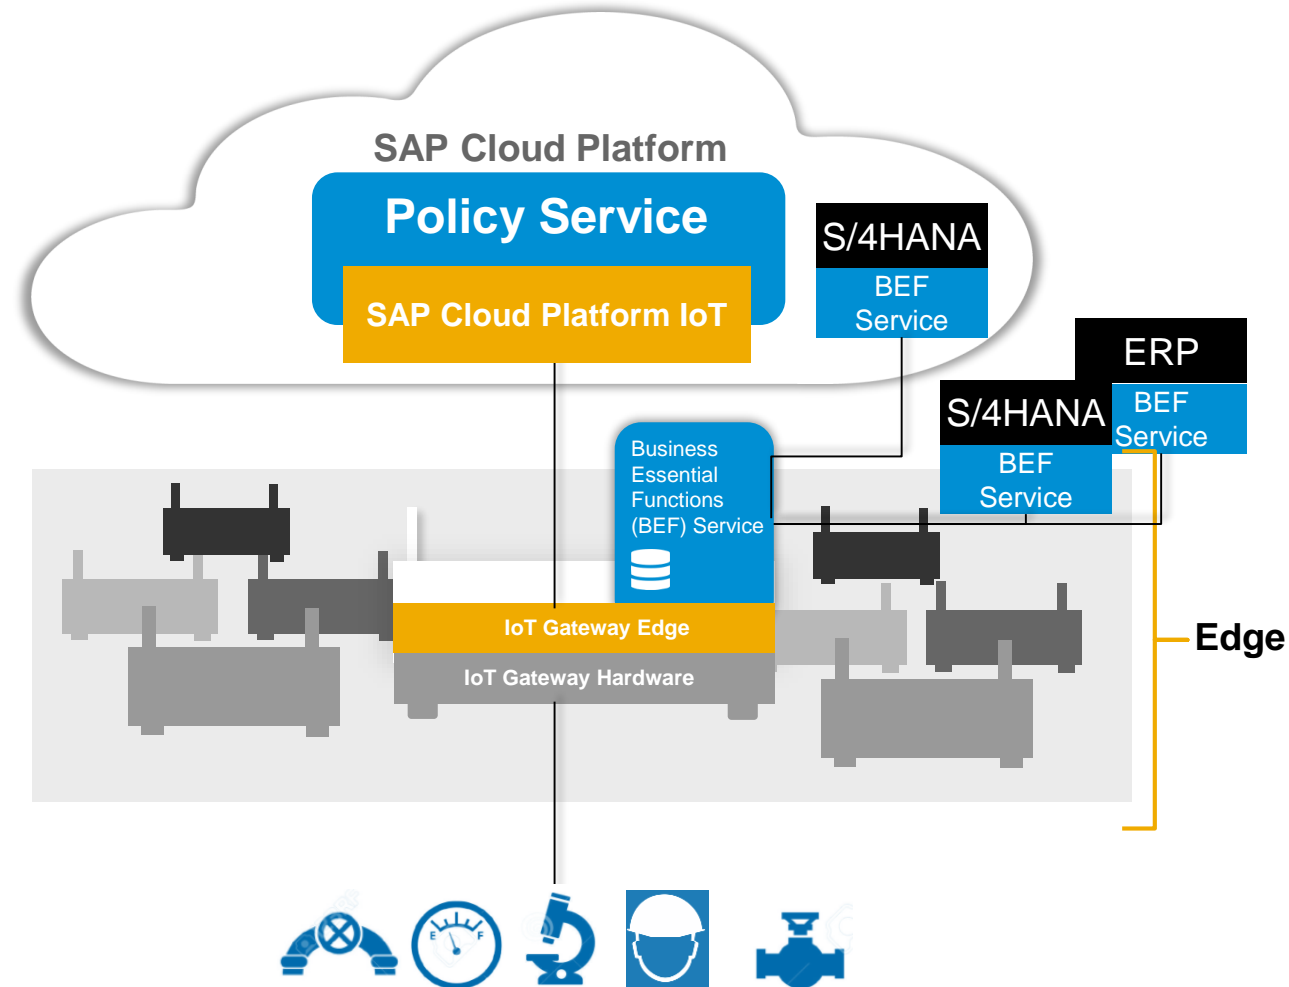 SAP Cloud Platform
Policy Service
SAP Cloud Platform IoT
S/4HANA
BEF
Service
ERP
BEF
Service
S/4HANA
BEF
Service
Business
Essential
Functions
(BEF) Service
IoT Gateway Edge
IoT Gateway Hardware
Edge
E F